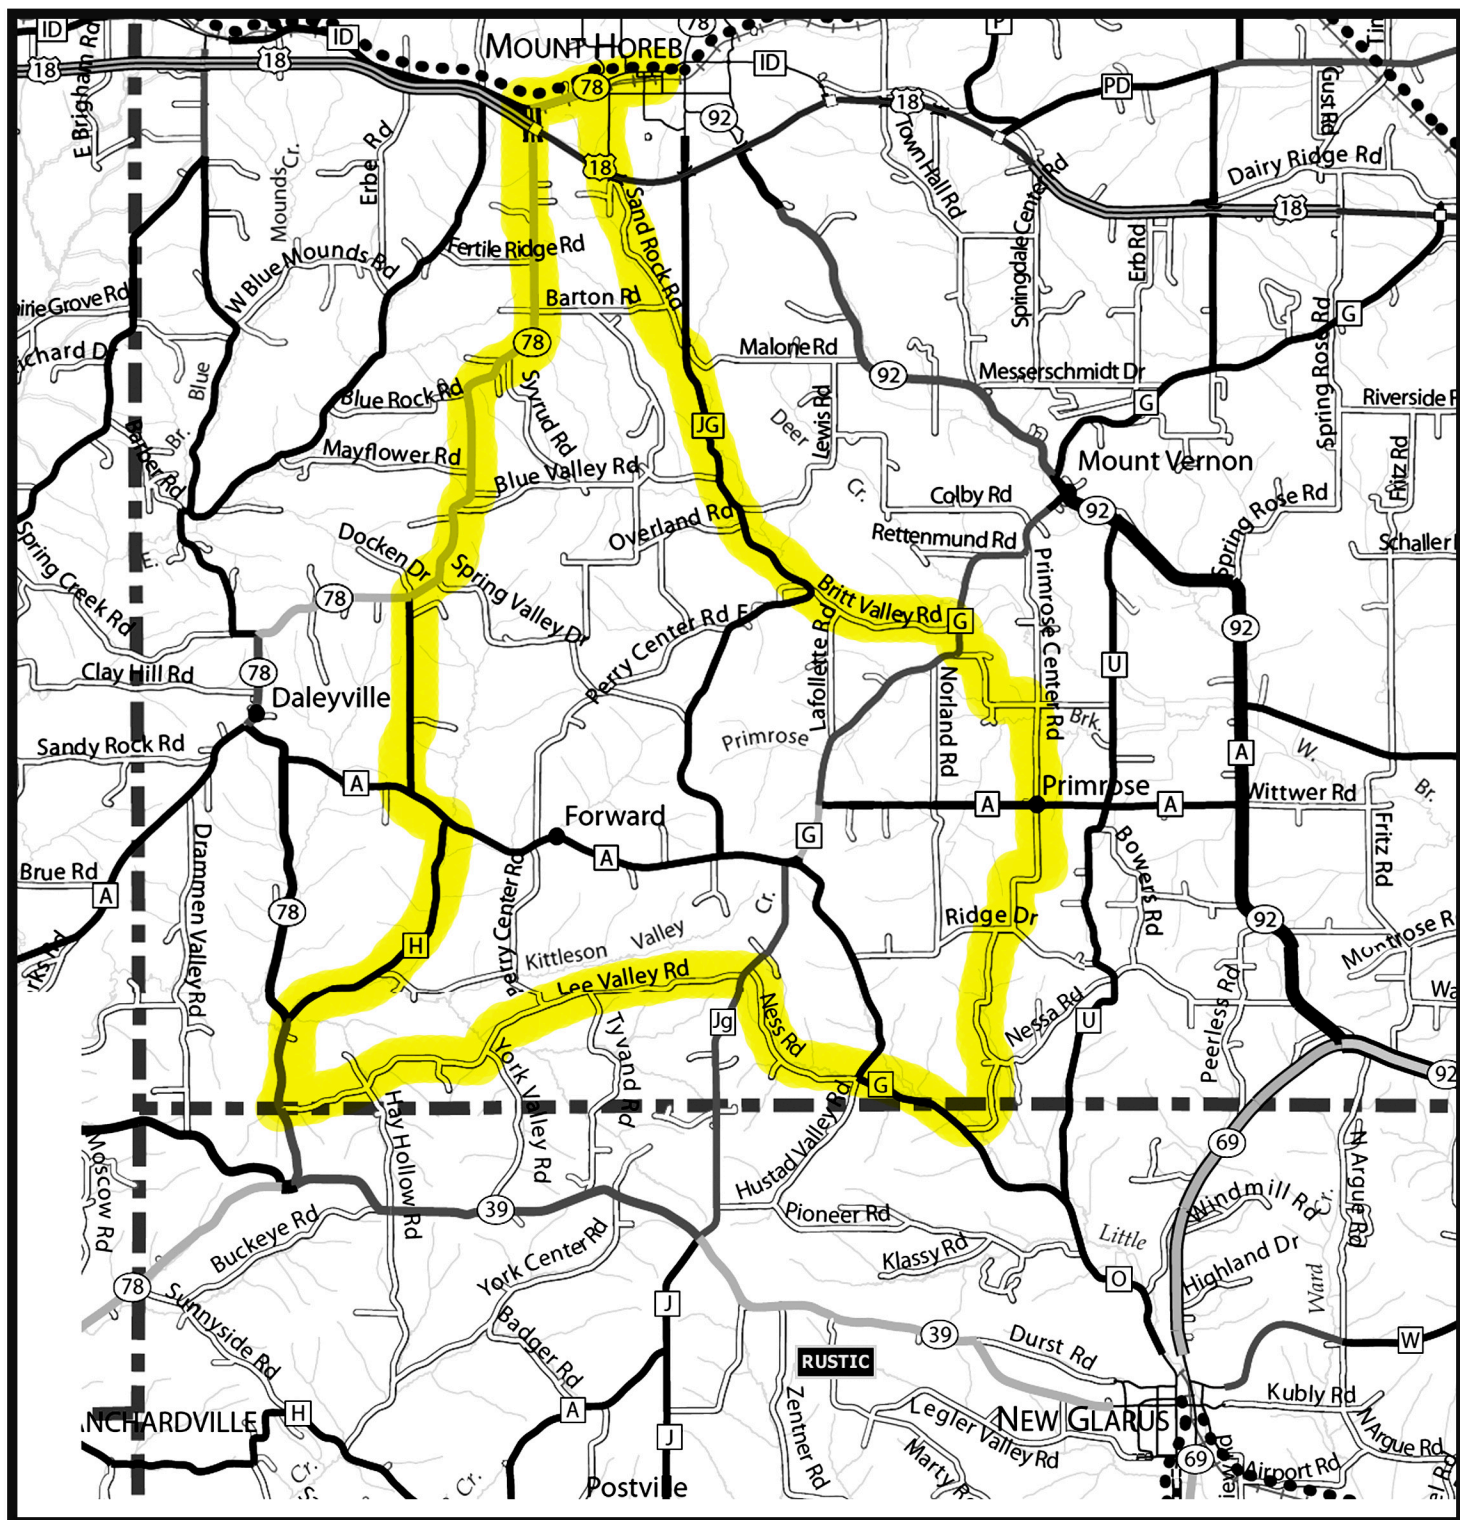 ID
ID
78
P
18
18
MOUNT HOREB
ID
E Brigham Rd
78
18
PD
Gust Rd
92
Town Hall Rd
Erbe Rd
Mounds Cr.
18
Dairy Ridge Rd
Springdale Center Rd
18
Sand Rock Rd
Erb Rd
Fertile Ridge Rd
W Blue Mounds Rd
Barton Rd
G
78
Malone Rd
92
Messerschmidt Dr
Spring Rose Rd
Blue
Br.
Blue Rock Rd
Syvrud Rd
JG
Lewis Rd
Deer
Cr.
G
Riverside
Barber Rd
Mayflower Rd
Blue Valley Rd
Mount Vernon
Fritz Rd
Colby Rd
92
Spring Rose Rd
Overland Rd
Rettenmund Rd
Schaller
Spring Creek Rd
E.
Docken Dr
Spring Valley Dr
Britt Valley Rd
Primrose Center Rd
78
Perry Center Rd E
G
92
Clay Hill Rd
78
Daleyville
Lafollette Rd
Norland Rd
U
Brk.
Primrose
Sandy Rock Rd
A
W.
Br.
A
Primrose
A
A
Wittwer Rd
Forward
G
A
Drammen Valley Rd
Brue Rd
A
Perry Center Rd
Bowers Rd
Fritz Rd
78
Cr.
Ridge Dr
92
Montrose R
H
Kittleson Valley
Lee Valley Rd
Peerless Rd
Ness Rd
Nessa Rd
Jg
U
York Valley Rd
Tyvand Rd
G
92
Hay Hollow Rd
Hustad Valley Rd
69
N Argue Rd
Moscow Rd
39
Pioneer Rd
Windmill Rd
Cr.
Buckeye Rd
York Center Rd
Klassy Rd
Little
Highland Dr
Ward
78
Sunnyside Rd
J
O
Badger Rd
39
Durst Rd
W
RUSTIC
Zentner Rd
Kubly Rd
NCHARDVILLE
H
A
J
Legler Valley Rd
NEW GLARUS
N Argue Rd
Marty R
69
Airport Rd
Cr.
Cr.
Postville